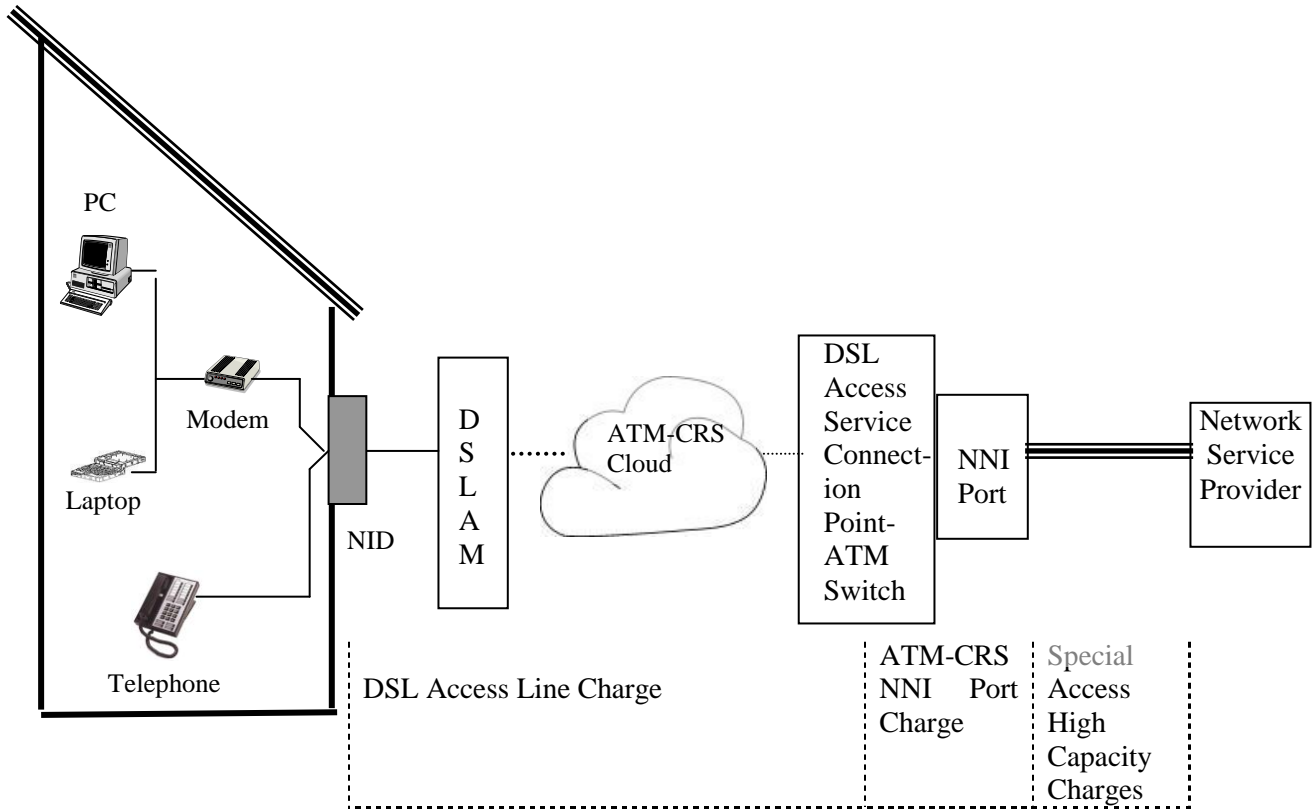 PC
Modem
Laptop
NID
Telephone
D
S
L
A
M
ATM-CRS
Cloud
DSL
Access
Service
Connect-
ion
Point-
ATM
Switch
NNI
Port
Network
Service
Provider
DSL Access Line Charge
ATM-CRS
NNI Port
Charge
Special
Access
High
Capacity
Charges